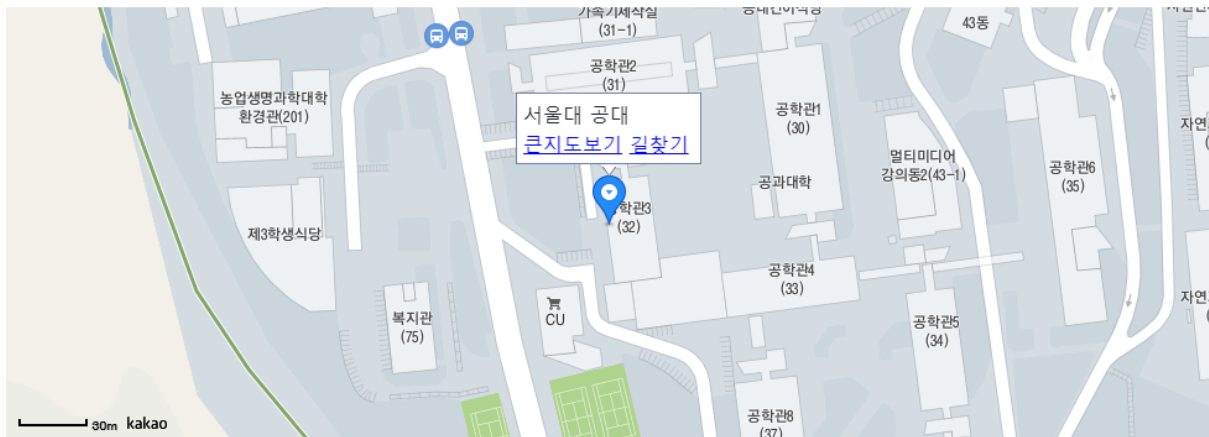 가속기제작실
(31-1)
43동
공학관2
(31)
농업생명과학대학
환경관(201)
서울대 공대
큰지도보기 길찾기
공학관1
(30)
멀티미디어
강의동2(43-1)
공학관6
(35)
공과대학
학관3
(32)
제3학생식당
공학관4
(33)
CU
복지관
(75)
공학관5
(34)
공학관8
(37)
30m kakao